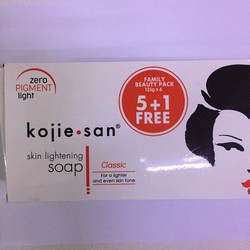 zero
PIGMENT
light
FAMILY
BEAUTY PACK
135g x 6
5+1
FREE
kojie•san®
skin lightening
soap
Classic
For a lighter
and even skin tone